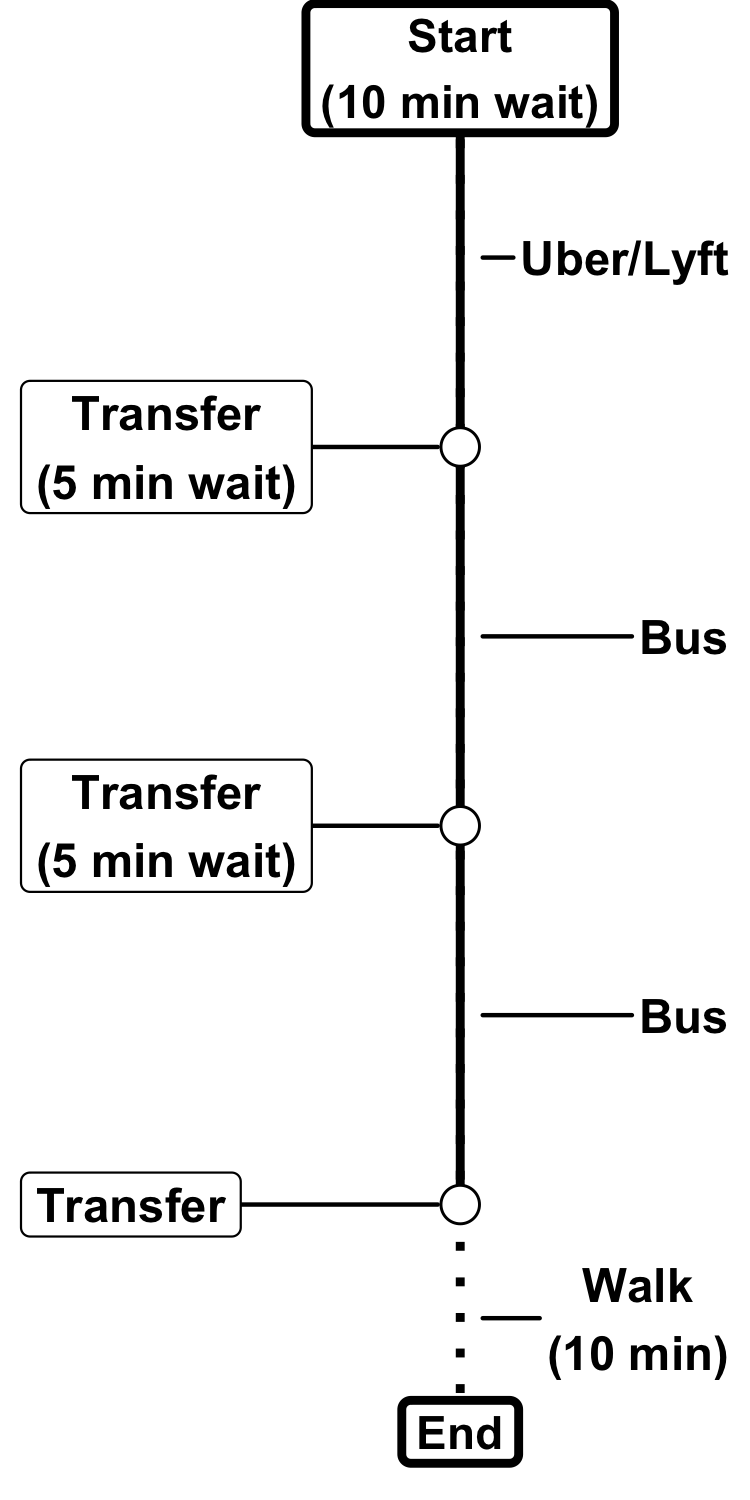 Start
(10 min wait)
Uber/Lyft
Transfer
(5 min wait)
Bus
Transfer
(5 min wait)
Bus
Transfer
Walk
(10 min)
End